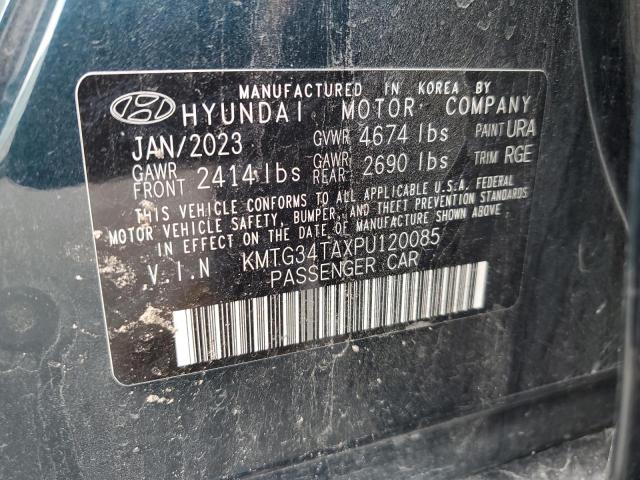 MANUFACTURED IN KOREA BY
HYUNDAI MOTOR COMPANY
JAN/2023 GVWR 4674 lbs PAINT URA
GAWR FRONT 2414 lbs GAWR REAR 2690 lbs TRIM RGE
THIS VEHICLE CONFORMS TO ALL APPLICABLE U.S.A. FEDERAL
MOTOR VEHICLE SAFETY, BUMPER, AND THEFT PREVENTION STANDARDS
IN EFFECT ON THE DATE OF MANUFACTURE SHOWN ABOVE.
V.I.N KMTG34TAXPU120085
PASSENGER CAR